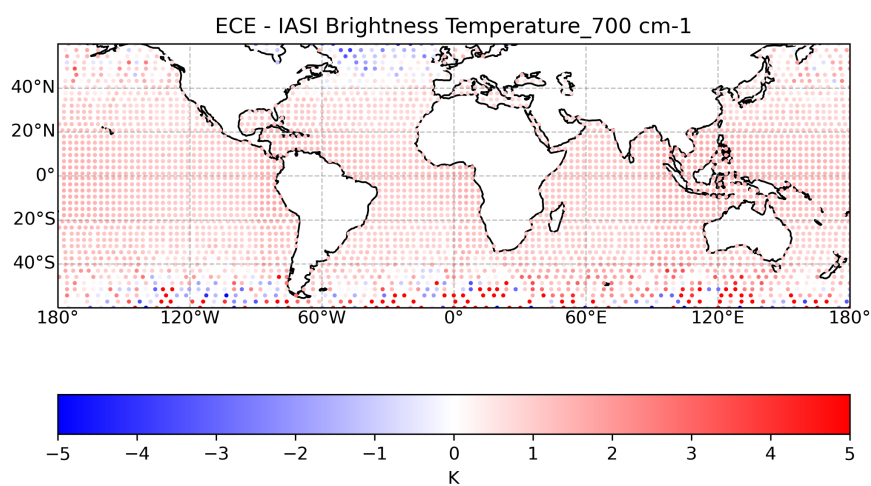 ECE - IASI Brightness Temperature_700 cm-1
40°N
20°N
0°
20°S
40°S
180° 120°W 60°W 0° 60°E 120°E 180°
−5 −4 −3 −2 −1 0 1 2 3 4 5
K